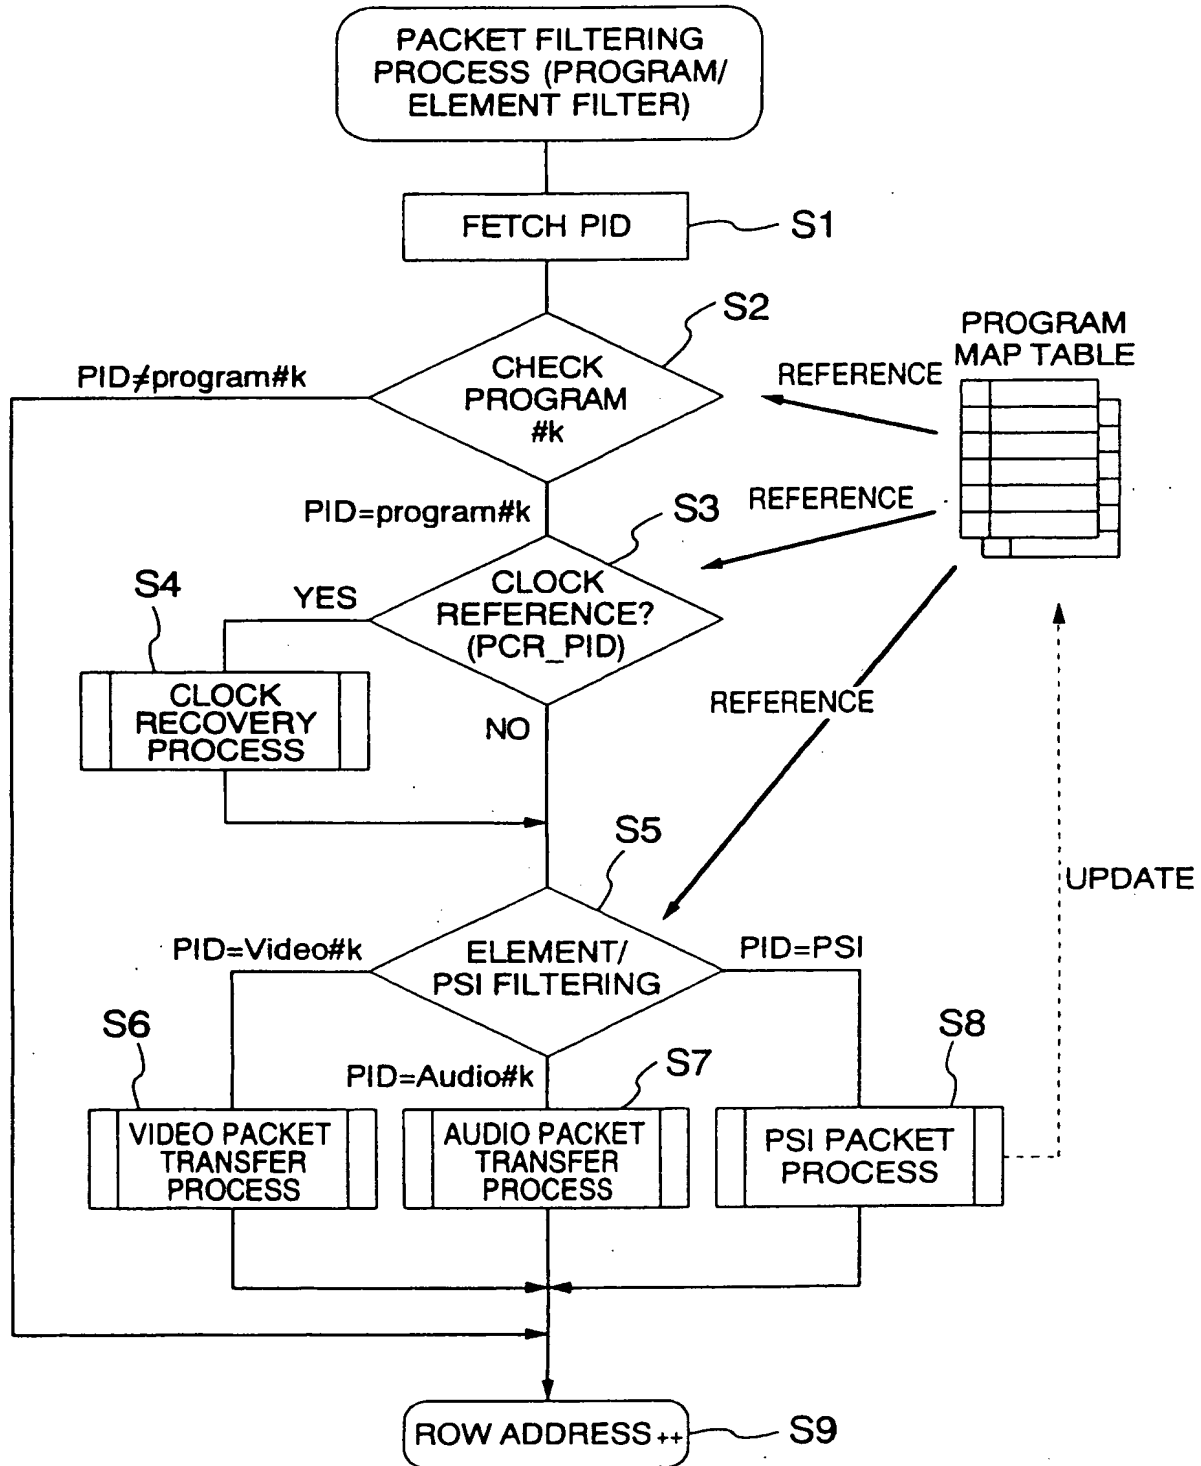 PACKET FILTERING
PROCESS (PROGRAM/
ELEMENT FILTER)
FETCH PID
S1
S2
CHECK
PROGRAM
#k
PID≠program#k
PROGRAM
MAP TABLE
REFERENCE
PID=program#k
S3
REFERENCE
CLOCK
REFERENCE?
(PCR_PID)
YES
S4
CLOCK
RECOVERY
PROCESS
NO
REFERENCE
S5
UPDATE
ELEMENT/
PSI FILTERING
PID=Video#k
PID=PSI
S6
PID=Audio#k
S7
S8
VIDEO PACKET
TRANSFER
PROCESS
AUDIO PACKET
TRANSFER
PROCESS
PSI PACKET
PROCESS
ROW ADDRESS ++
S9